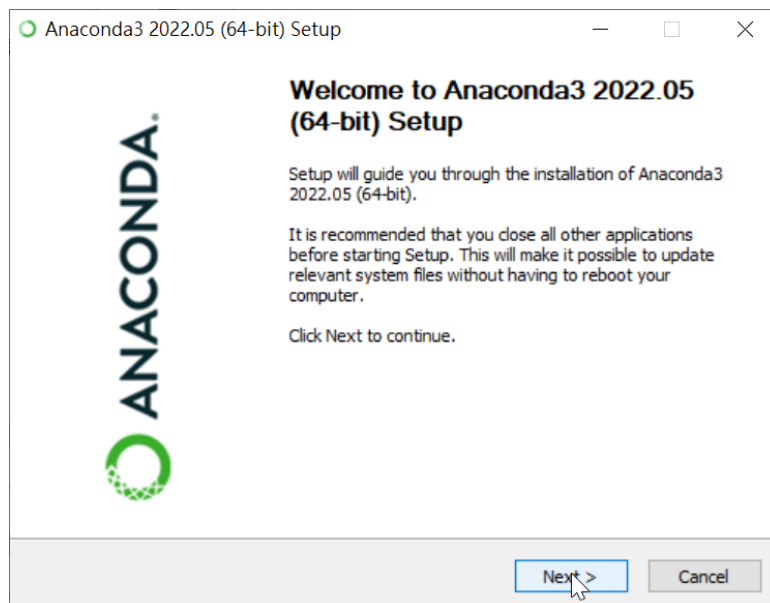 Anaconda3 2022.05 (64-bit) Setup
Welcome to Anaconda3 2022.05
(64-bit) Setup
Setup will guide you through the installation of Anaconda3
2022.05 (64-bit).
It is recommended that you close all other applications
before starting Setup. This will make it possible to update
relevant system files without having to reboot your
computer.
Click Next to continue.
ANACONDA.
Next >
Cancel